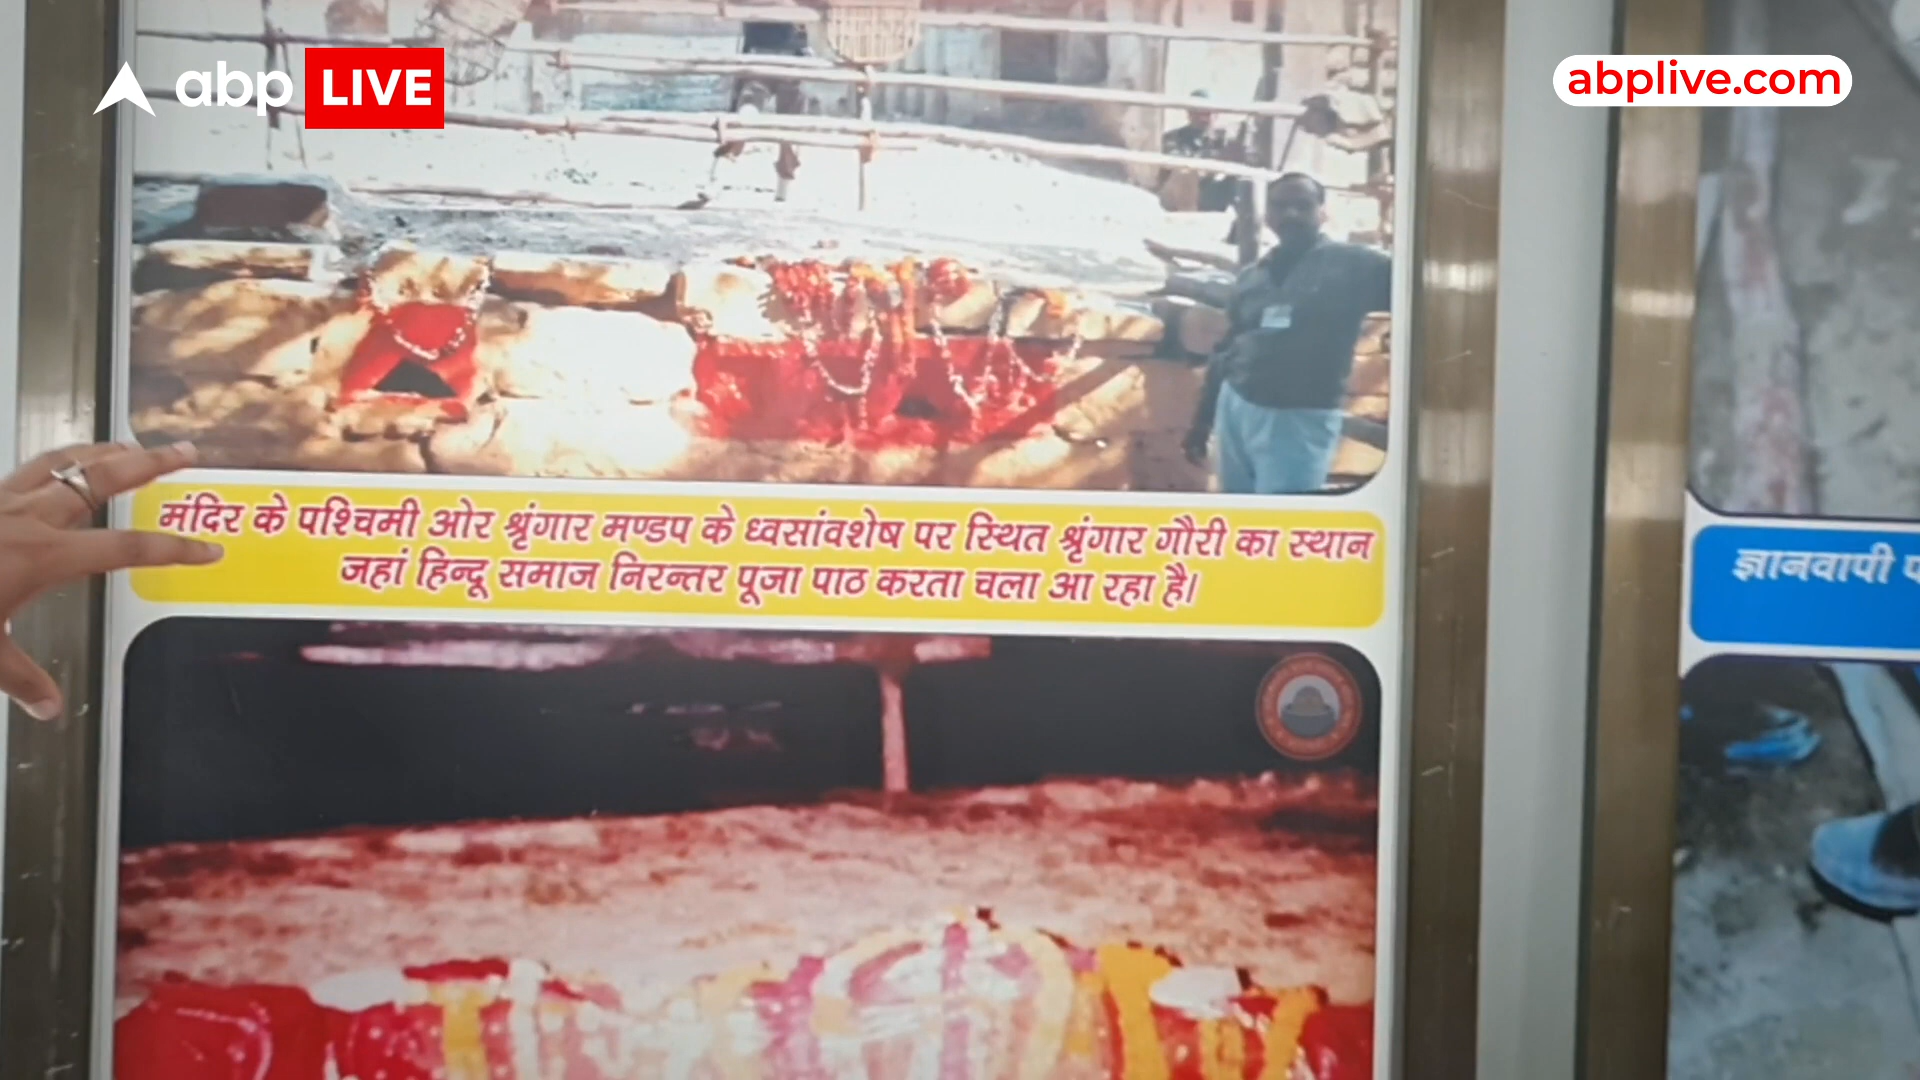 abp LIVE
abplive.com
मंदिर के पश्चिमी ओर श्रृंगार मण्डप के ध्वसांवशेष पर स्थित श्रृंगार गौरी का स्थान
जहां हिन्दू समाज निरन्तर पूजा पाठ करता चला आ रहा है।
ज्ञानवापी